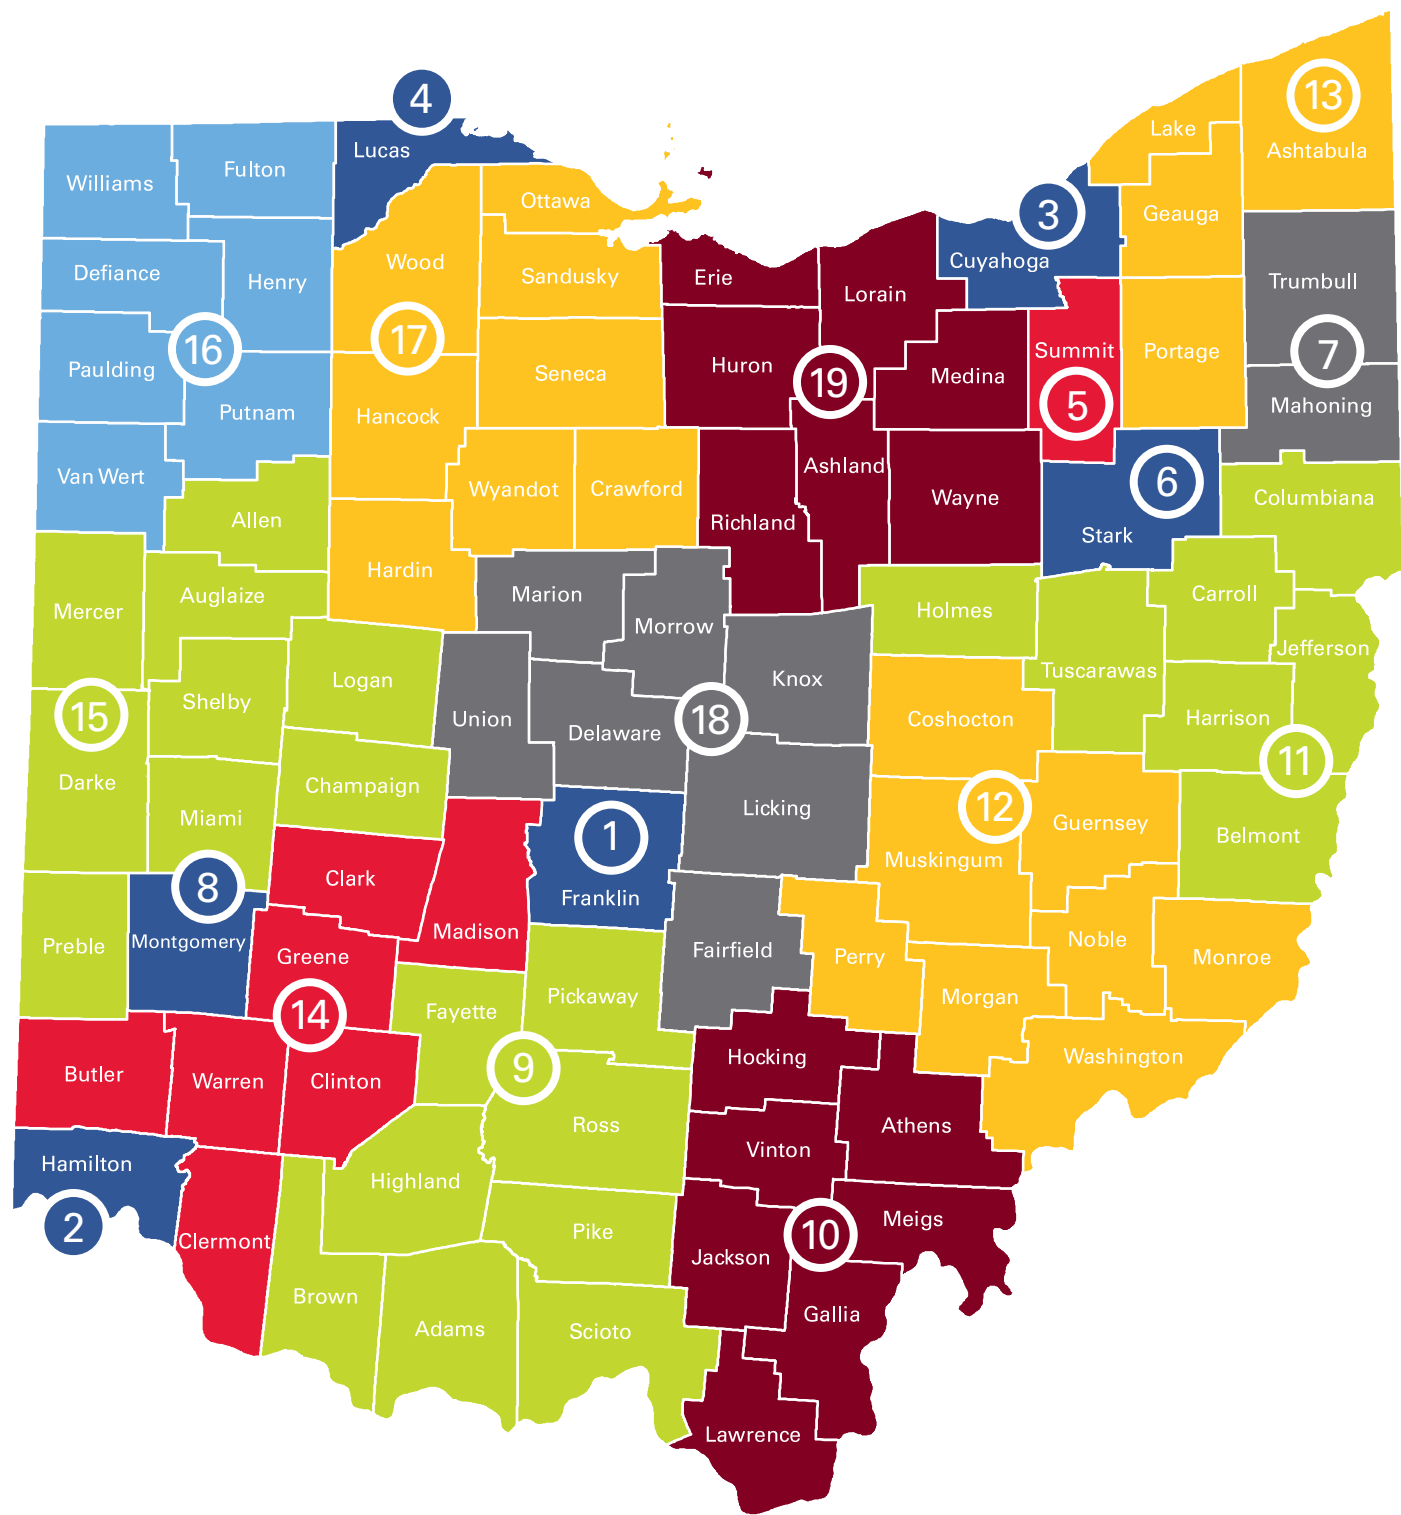 13
4
Lake
Lucas
Ashtabula
Fulton
Williams
Ottawa
3
Geauga
Cuyahoga
Wood
Defiance
Sandusky
Erie
Trumbull
Henry
Lorain
17
16
7
Summit
Portage
Huron
Paulding
Seneca
Medina
19
5
Mahoning
Putnam
Hancock
Ashland
Van Wert
6
Wyandot
Crawford
Wayne
Columbiana
Allen
Richland
Stark
Hardin
Auglaize
Marion
Carroll
Mercer
Holmes
Morrow
Jefferson
Tuscarawas
Logan
Knox
Shelby
15
Union
18
Coshocton
Harrison
Delaware
11
Darke
Champaign
12
Licking
Miami
Guernsey
1
Belmont
Muskingum
Clark
8
Franklin
Madison
Montgomery
Noble
Preble
Fairfield
Greene
Perry
Monroe
Pickaway
Morgan
Fayette
14
Hocking
Washington
9
Butler
Warren
Clinton
Ross
Athens
Vinton
Hamilton
Highland
Meigs
2
Pike
10
Clermont
Jackson
Brown
Gallia
Adams
Scioto
Lawrence